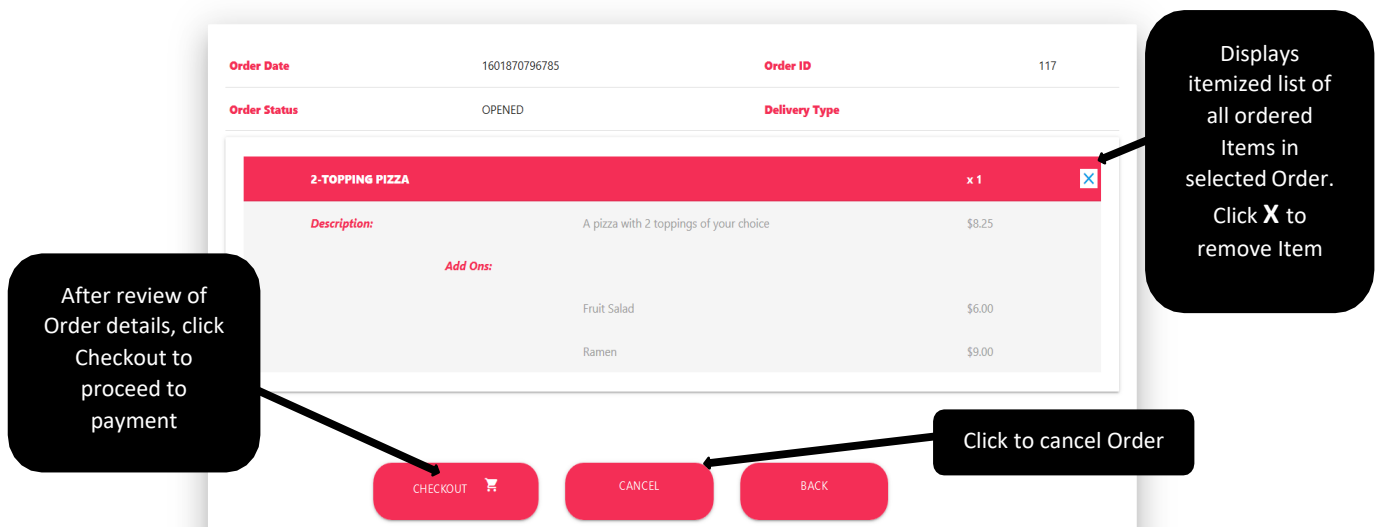 Order Date 1601870796785 Order ID 117
Order Status OPENED Delivery Type
2-TOPPING PIZZA x 1 X
Description: A pizza with 2 toppings of your choice $8.25
Add Ons:
Fruit Salad $6.00
Ramen $9.00
CHECKOUT CANCEL BACK
Displays
itemized list of
all ordered
Items in
selected Order.
Click X to
remove Item
After review of
Order details, click
Checkout to
proceed to
payment
Click to cancel Order